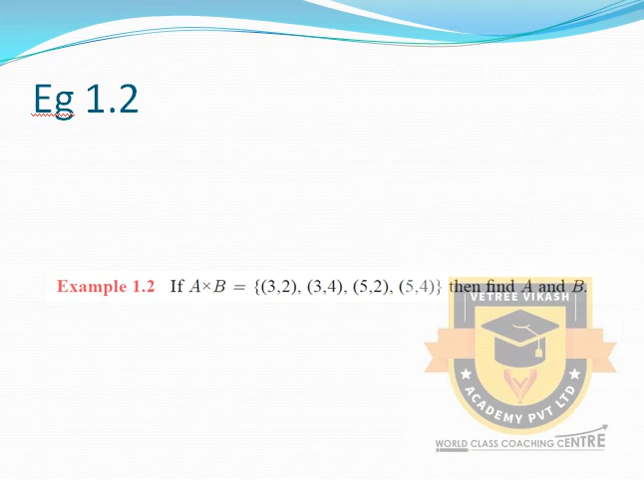 Eg 1.2
Example 1.2 If A×B = {(3,2), (3,4), (5,2), (5,4)} then find A and B.
VETREE VIKASH
ACADEMY PVT LTD
WORLD CLASS COACHING CENTRE